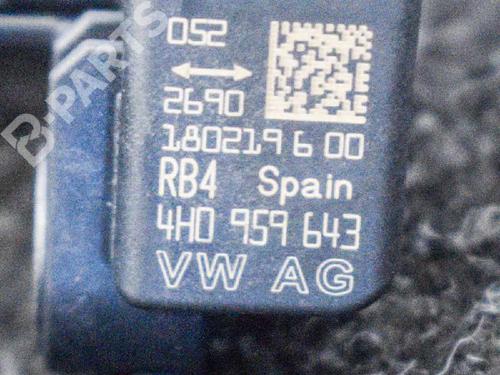 052
2690
180219 6 00
RB4 Spain
4H0 959 643
VW AG
B-PARTS